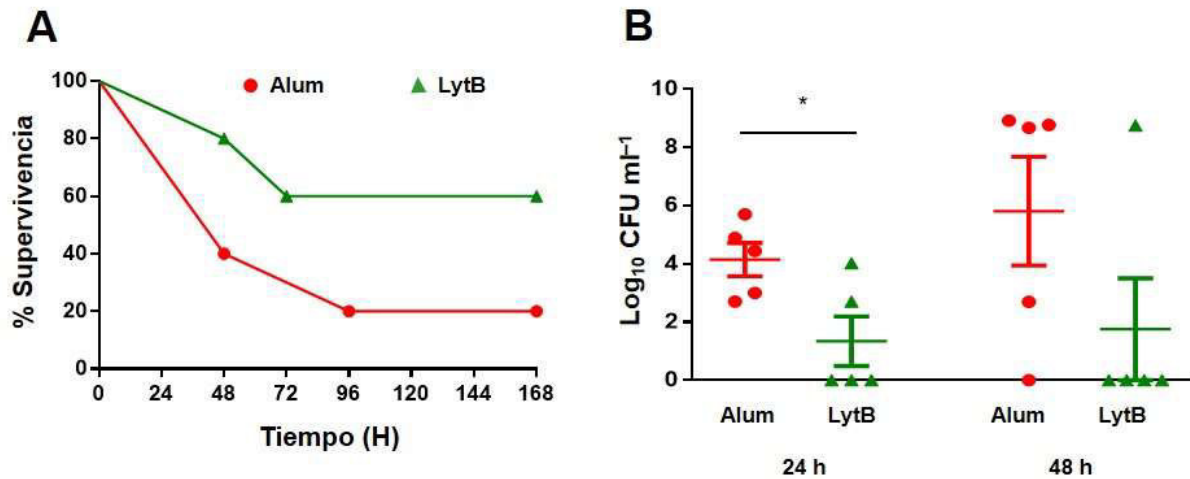 A
Alum
LytB
% Supervivencia
100
80
60
40
20
0
0 24 48 72 96 120 144 168
Tiempo (H)
B
*
Log₁₀ CFU ml⁻¹
10
8
6
4
2
0
Alum LytB Alum LytB
24 h 48 h